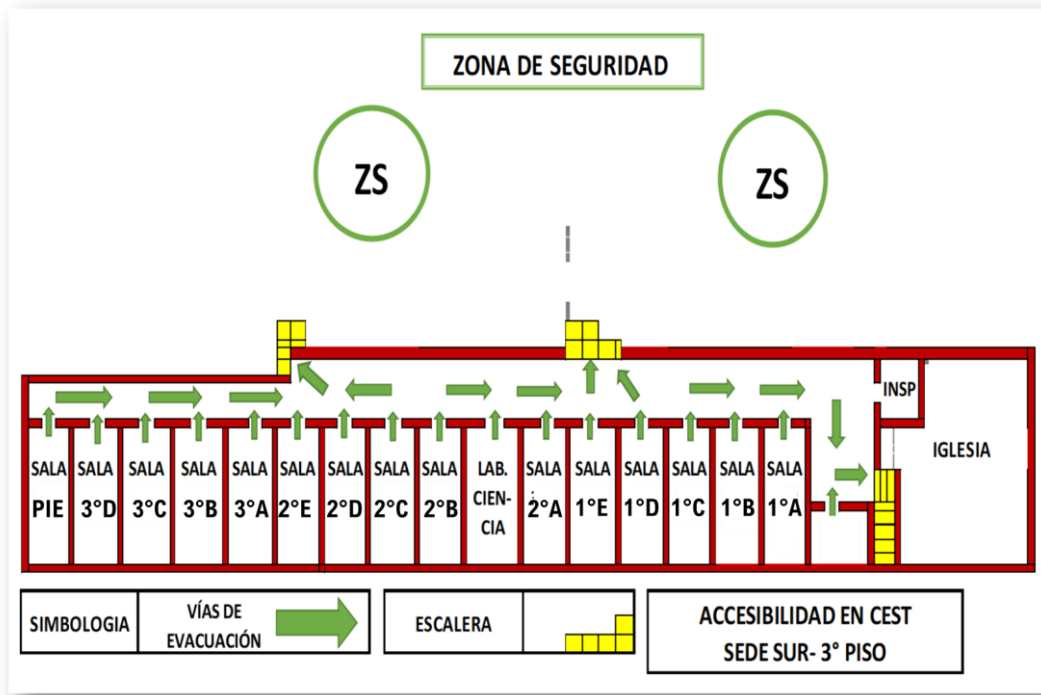 ZONA DE SEGURIDAD
ZS
ZS
INSP
IGLESIA
SALA
PIE
SALA
3°D
SALA
3°C
SALA
3°B
SALA
3°A
SALA
2°E
SALA
2°D
SALA
2°C
SALA
2°B
LAB.
CIEN-
CIA
SALA
2°A
SALA
1°E
SALA
1°D
SALA
1°C
SALA
1°B
SALA
1°A
SIMBOLOGIA
VÍAS DE
EVACUACIÓN
ESCALERA
ACCESIBILIDAD EN CEST
SEDE SUR- 3° PISO